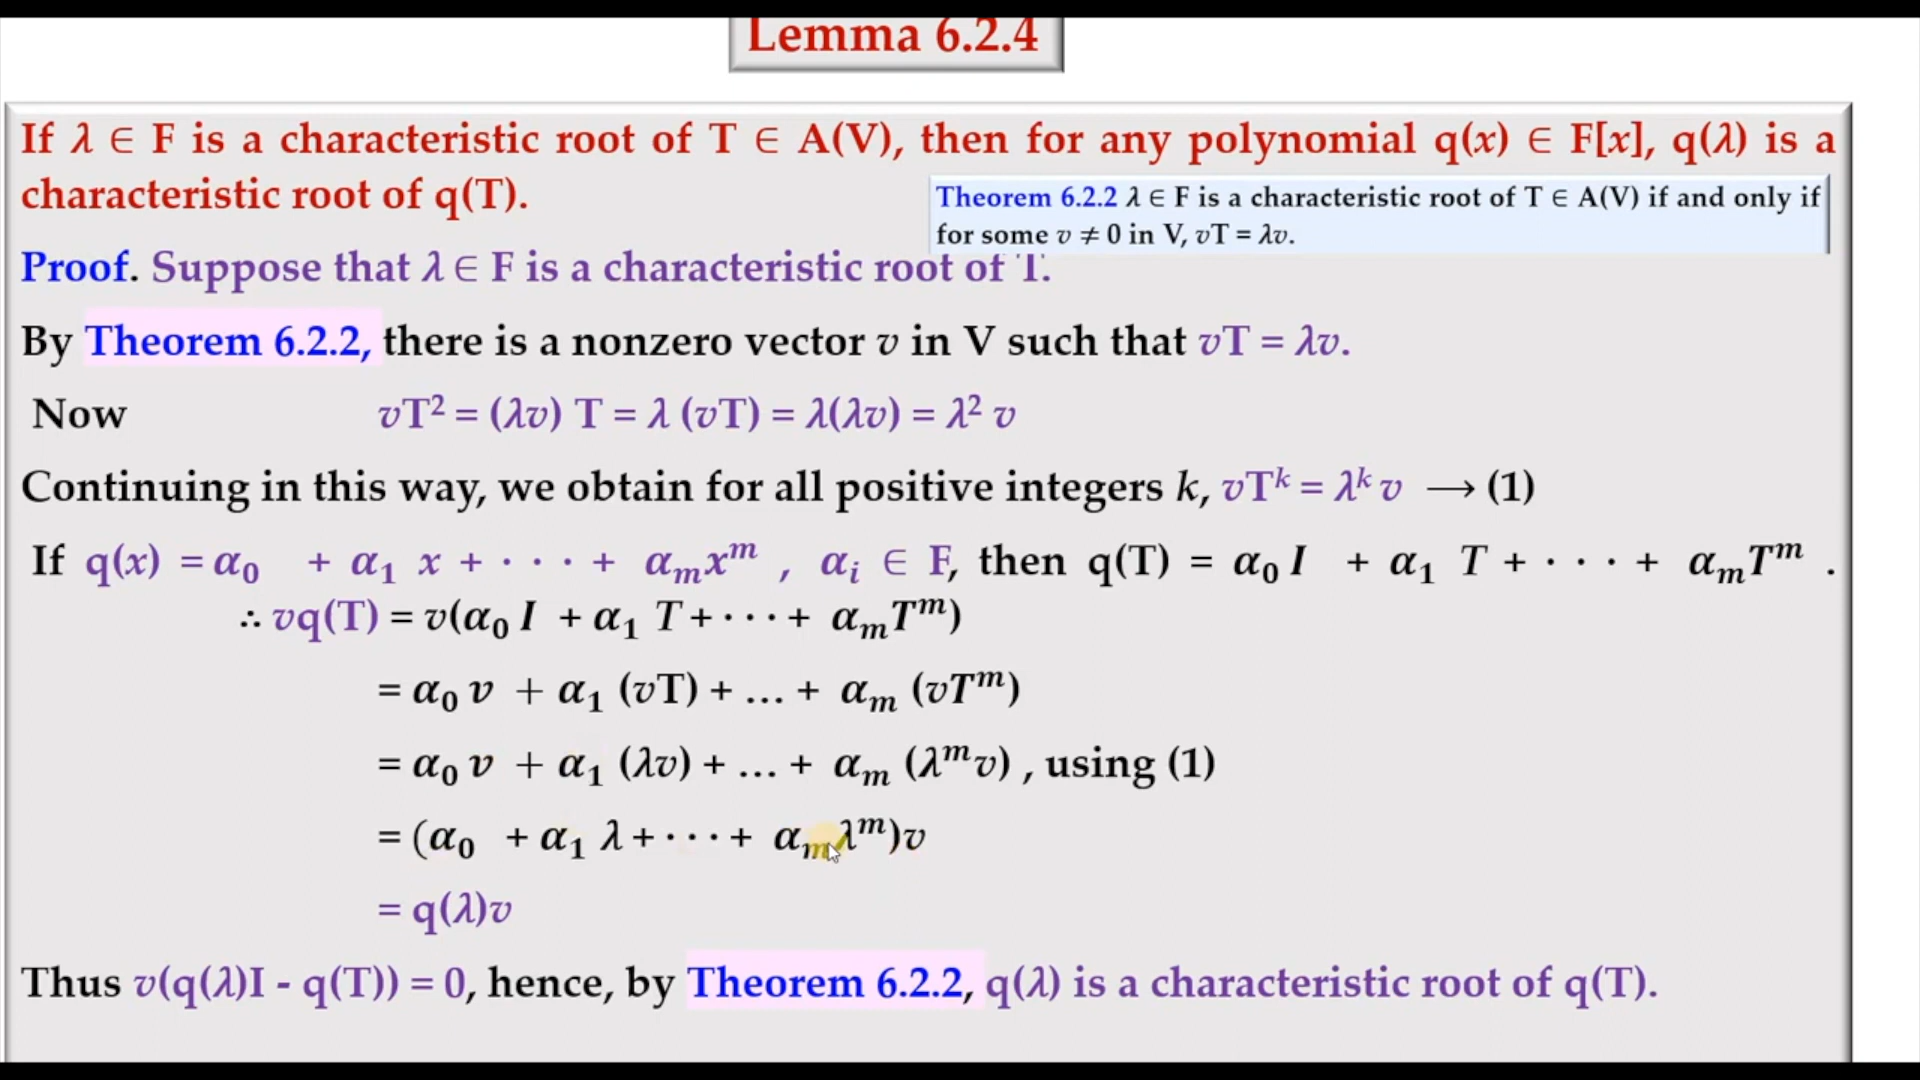 Lemma 6.2.4
If λ ∈ F is a characteristic root of T ∈ A(V), then for any polynomial q(x) ∈ F[x], q(λ) is a
characteristic root of q(T).
Theorem 6.2.2 λ ∈ F is a characteristic root of T ∈ A(V) if and only if
for some v ≠ 0 in V, vT = λv.
Proof. Suppose that λ ∈ F is a characteristic root of T.
By Theorem 6.2.2, there is a nonzero vector v in V such that vT = λv.
Now vT² = (λv) T = λ (vT) = λ(λv) = λ² v
Continuing in this way, we obtain for all positive integers k, vTᵏ = λᵏ v ⟶ (1)
If q(x) = α₀ + α₁ x + · · · + αₘxᵐ , αᵢ ∈ F, then q(T) = α₀ I + α₁ T + · · · + αₘTᵐ .
∴ vq(T) = v(α₀ I + α₁ T + · · · + αₘTᵐ)
= α₀ v + α₁ (vT) + ... + αₘ (vTᵐ)
= α₀ v + α₁ (λv) + ... + αₘ (λᵐv) , using (1)
= (α₀ + α₁ λ + · · · + αₘλᵐ)v
= q(λ)v
Thus v(q(λ)I - q(T)) = 0, hence, by Theorem 6.2.2, q(λ) is a characteristic root of q(T).